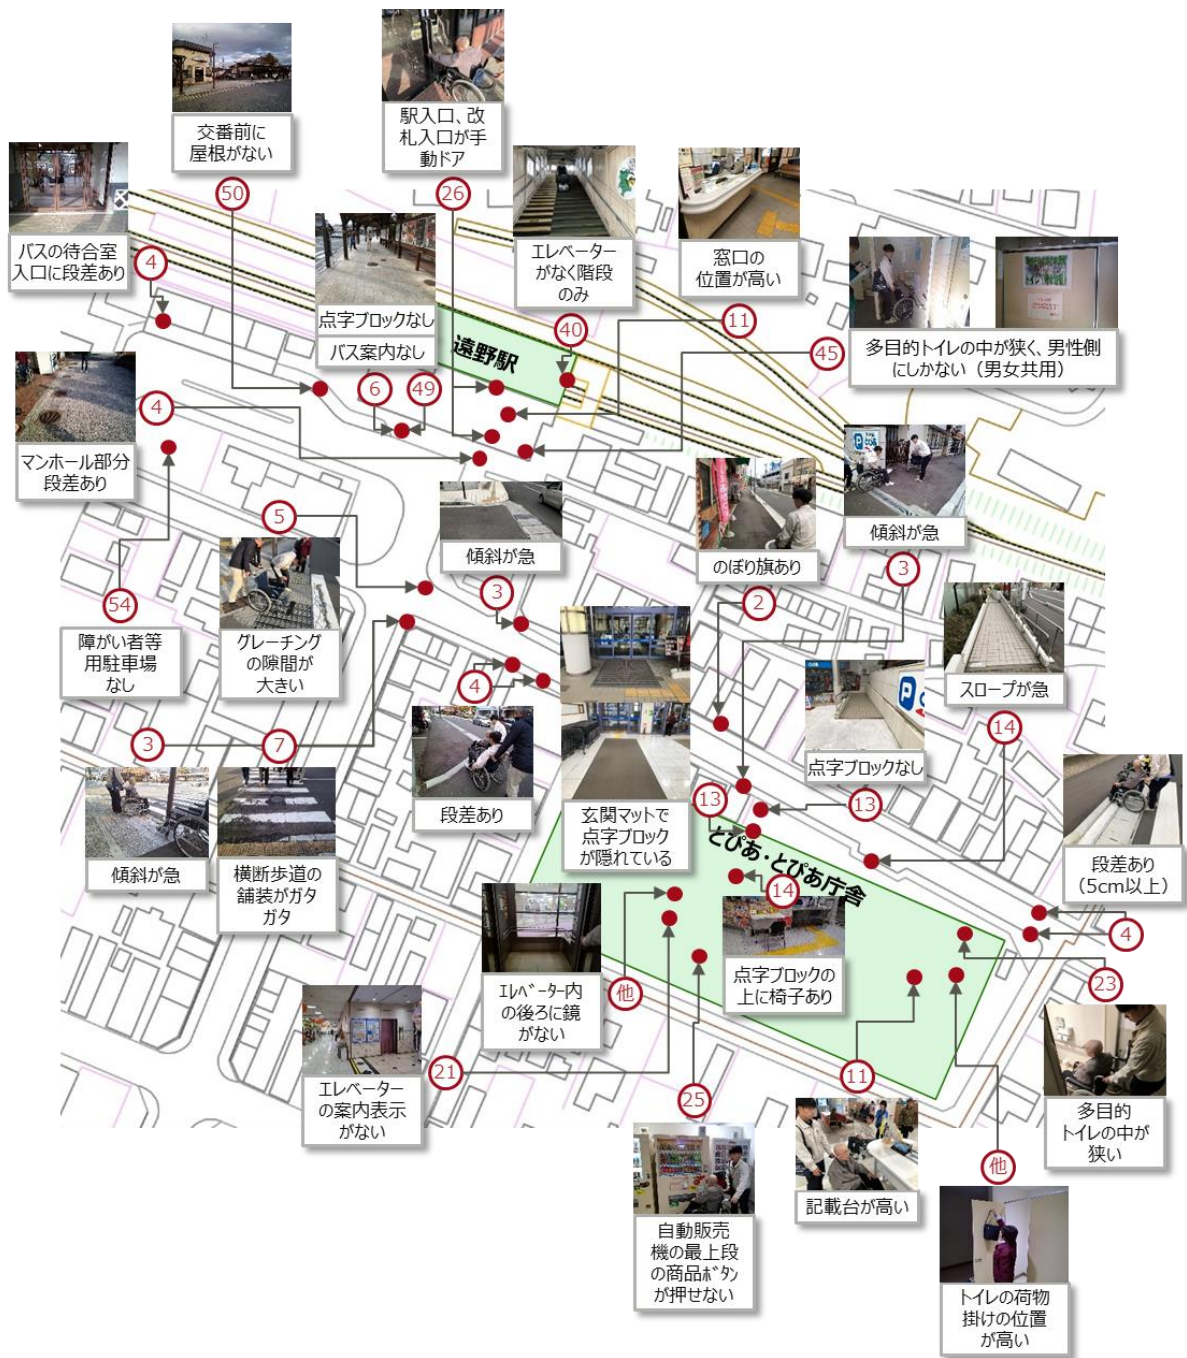 交番前に
屋根がない
駅入口、改
札入口が手
動ドア
50
26
バスの待合室
入口に段差あり
4
点字ブロックなし
バス案内なし
6
49
エレベーター
がなく階段
のみ
40
窓口の
位置が高い
11
45
多目的トイレの中が狭く、男性側
にしかない（男女共用）
遠野駅
マンホール部分
段差あり
4
5
傾斜が急
3
のぼり旗あり
2
傾斜が急
3
54
障がい者等
用駐車場
なし
グレーチング
の隙間が
大きい
スロープが急
14
4
3
7
段差あり
玄関マットで
点字ブロック
が隠れている
13
点字ブロックなし
13
とぴあ・とぴあ庁舎
段差あり
（5cm以上）
4
傾斜が急
横断歩道の
舗装がガタ
ガタ
14
点字ブロックの
上に椅子あり
ｴﾚﾍﾞｰﾀｰ内
の後ろに鏡
がない
他
23
多目的
トイレの中が
狭い
エレベーター
の案内表示
がない
21
25
11
自動販売
機の最上段
の商品ﾎﾞﾀﾝ
が押せない
記載台が高い
他
トイレの荷物
掛けの位置
が高い